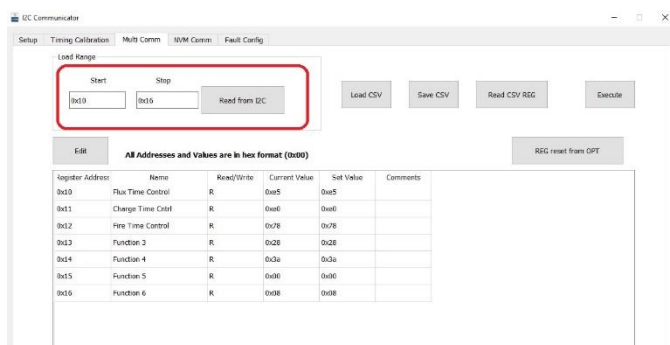 I2C Communicator
Setup Timing Calibration Multi Comm NVM Comm Fault Config
Load Range
Start Stop
0x10 0x16 Read from I2C Load CSV Save CSV Read CSV REG Execute
Edit All Addresses and Values are in hex format (0x00) REG reset from OPT
Register Address Name Read/Write Current Value Set Value Comments
0x10 Flux Time Control R 0xe5 0xe5
0x11 Charge Time Cntrl R 0xe0 0xe0
0x12 Fire Time Control R 0x78 0x78
0x13 Function 3 R 0x28 0x28
0x14 Function 4 R 0x3a 0x3a
0x15 Function 5 R 0x00 0x00
0x16 Function 6 R 0x08 0x08